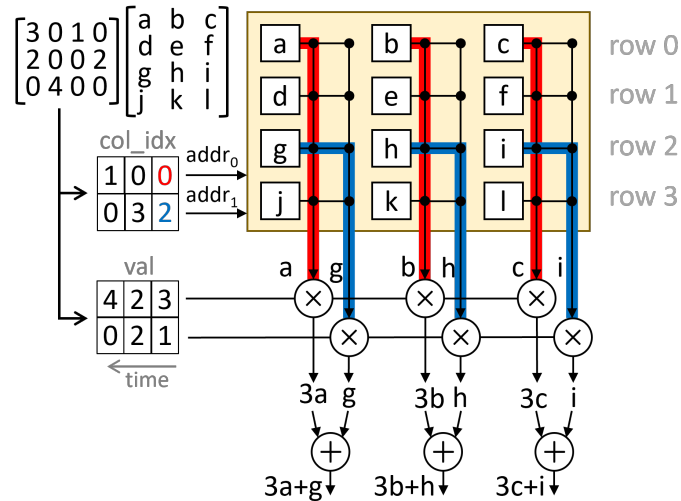 3 0 1 0
2 0 0 2
0 4 0 0
a b c
d e f
g h i
j k l
a b c row 0
d e f row 1
g h i row 2
j k l row 3
col_idx
1 0 0
0 3 2
addr0
addr1
a g b h c i
val
4 2 3
0 2 1
time
× × ×
× × ×
3a g 3b h 3c i
+ + +
3a+g 3b+h 3c+i